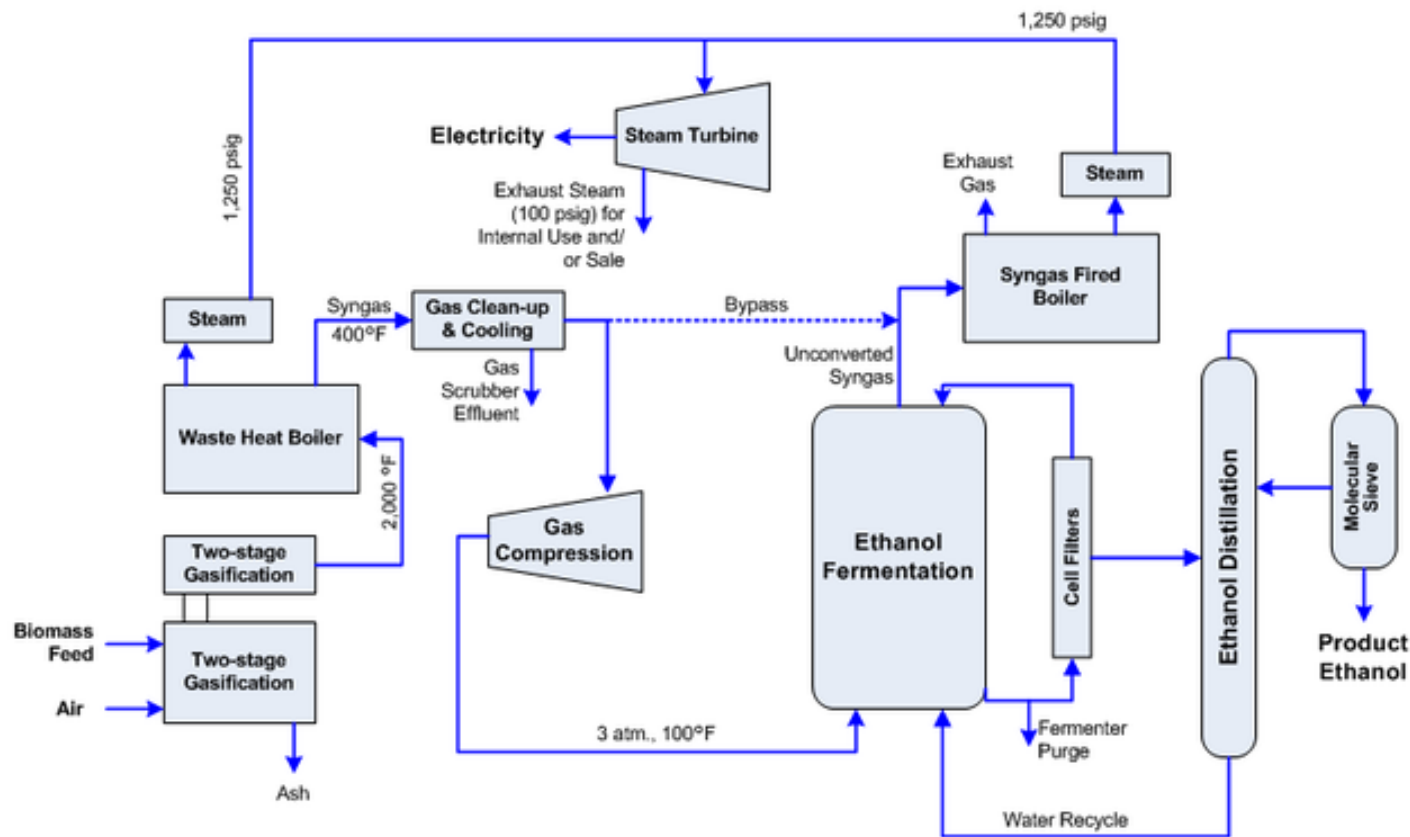 1,250 psig
1,250 psig
Electricity
Steam Turbine
Exhaust Steam
(100 psig) for
Internal Use and/
or Sale
Exhaust
Gas
Steam
Syngas Fired
Boiler
Steam
Syngas
400°F
Gas Clean-up
& Cooling
Bypass
Gas
Scrubber
Effluent
Unconverted
Syngas
Waste Heat Boiler
2,000 °F
Two-stage
Gasification
Gas
Compression
Ethanol
Fermentation
Cell Filters
Ethanol Distillation
Molecular
Sieve
Biomass
Feed
Two-stage
Gasification
Air
Ash
3 atm., 100°F
Fermenter
Purge
Product
Ethanol
Water Recycle